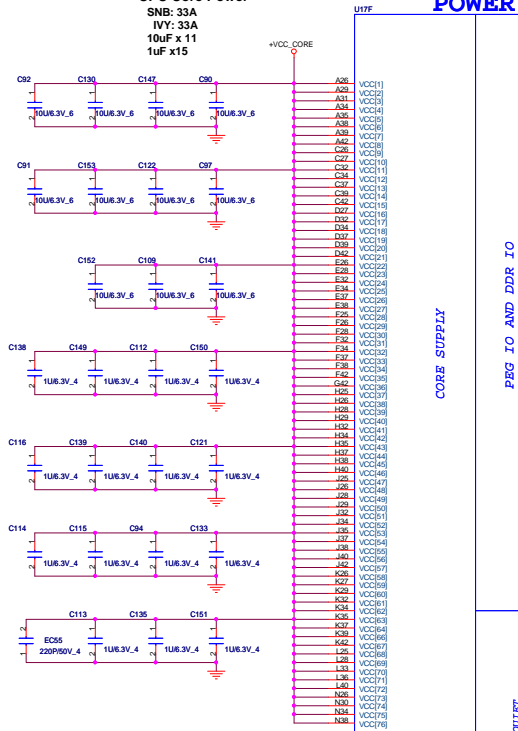 SNB: 33A
IVY: 33A
10uF x 11
1uF x15
+VCC_CORE
U17F
POWER
C92 C130 C147 C90
10U/6.3V_6 10U/6.3V_6 10U/6.3V_6 10U/6.3V_6
C91 C153 C122 C97
10U/6.3V_6 10U/6.3V_6 10U/6.3V_6 10U/6.3V_6
C152 C109 C141
10U/6.3V_6 10U/6.3V_6 10U/6.3V_6
C138 C149 C112 C150
1U/6.3V_4 1U/6.3V_4 1U/6.3V_4 1U/6.3V_4
C116 C139 C140 C121
1U/6.3V_4 1U/6.3V_4 1U/6.3V_4 1U/6.3V_4
C114 C115 C94 C133
1U/6.3V_4 1U/6.3V_4 1U/6.3V_4 1U/6.3V_4
C113 C135 C151
EC55
220P/50V_4 1U/6.3V_4 1U/6.3V_4 1U/6.3V_4
A26 VCC[1]
A29 VCC[2]
A31 VCC[3]
A34 VCC[4]
A35 VCC[5]
A38 VCC[6]
A39 VCC[7]
A42 VCC[8]
C26 VCC[9]
C27 VCC[10]
C32 VCC[11]
C34 VCC[12]
C37 VCC[13]
C39 VCC[14]
C42 VCC[15]
D27 VCC[16]
D32 VCC[17]
D34 VCC[18]
D37 VCC[19]
D39 VCC[20]
D42 VCC[21]
E26 VCC[22]
E28 VCC[23]
E32 VCC[24]
E34 VCC[25]
E37 VCC[26]
E38 VCC[27]
F25 VCC[28]
F26 VCC[29]
F28 VCC[30]
F32 VCC[31]
F34 VCC[32]
F37 VCC[33]
F38 VCC[34]
F42 VCC[35]
G42 VCC[36]
H25 VCC[37]
H26 VCC[38]
H28 VCC[39]
H29 VCC[40]
H32 VCC[41]
H34 VCC[42]
H35 VCC[43]
H37 VCC[44]
H38 VCC[45]
H40 VCC[46]
J25 VCC[47]
J26 VCC[48]
J28 VCC[49]
J29 VCC[50]
J32 VCC[51]
J34 VCC[52]
J35 VCC[53]
J37 VCC[54]
J38 VCC[55]
J40 VCC[56]
J42 VCC[57]
K26 VCC[58]
K27 VCC[59]
K29 VCC[60]
K32 VCC[61]
K34 VCC[62]
K35 VCC[63]
K37 VCC[64]
K39 VCC[66]
K42 VCC[67]
L25 VCC[68]
L28 VCC[69]
L33 VCC[70]
L36 VCC[71]
L40 VCC[72]
N26 VCC[73]
N30 VCC[74]
N34 VCC[75]
N38 VCC[76]
CORE SUPPLY
PEG IO AND DDR IO